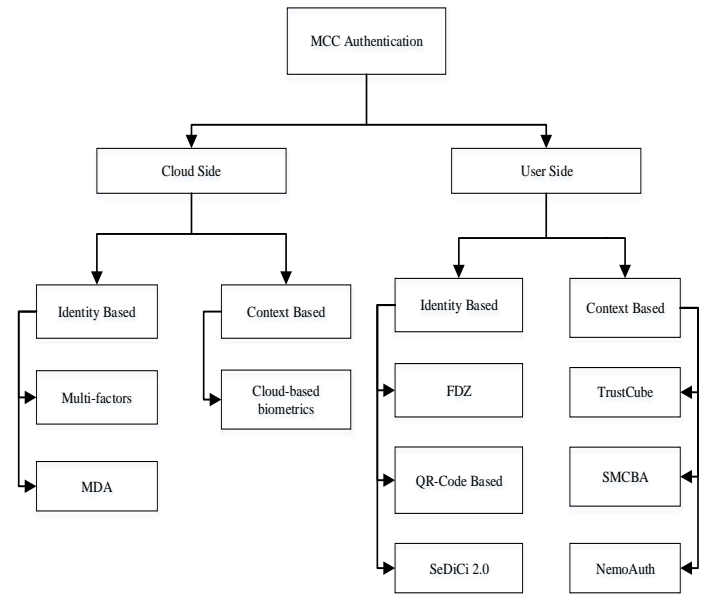 MCC Authentication
Cloud Side
User Side
Identity Based
Context Based
Identity Based
Context Based
Multi-factors
Cloud-based
biometrics
FDZ
TrustCube
MDA
QR-Code Based
SMCBA
SeDiCi 2.0
NemoAuth